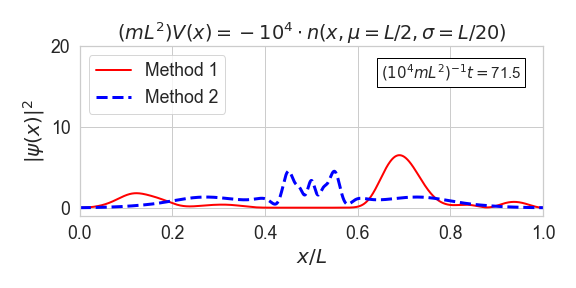 (mL²)V(x) = −10⁴ · n(x, μ = L/2, σ = L/20)
20
10
0
|ψ(x)|²
Method 1
Method 2
(10⁴mL²)⁻¹t = 71.5
0.0 0.2 0.4 0.6 0.8 1.0
x/L